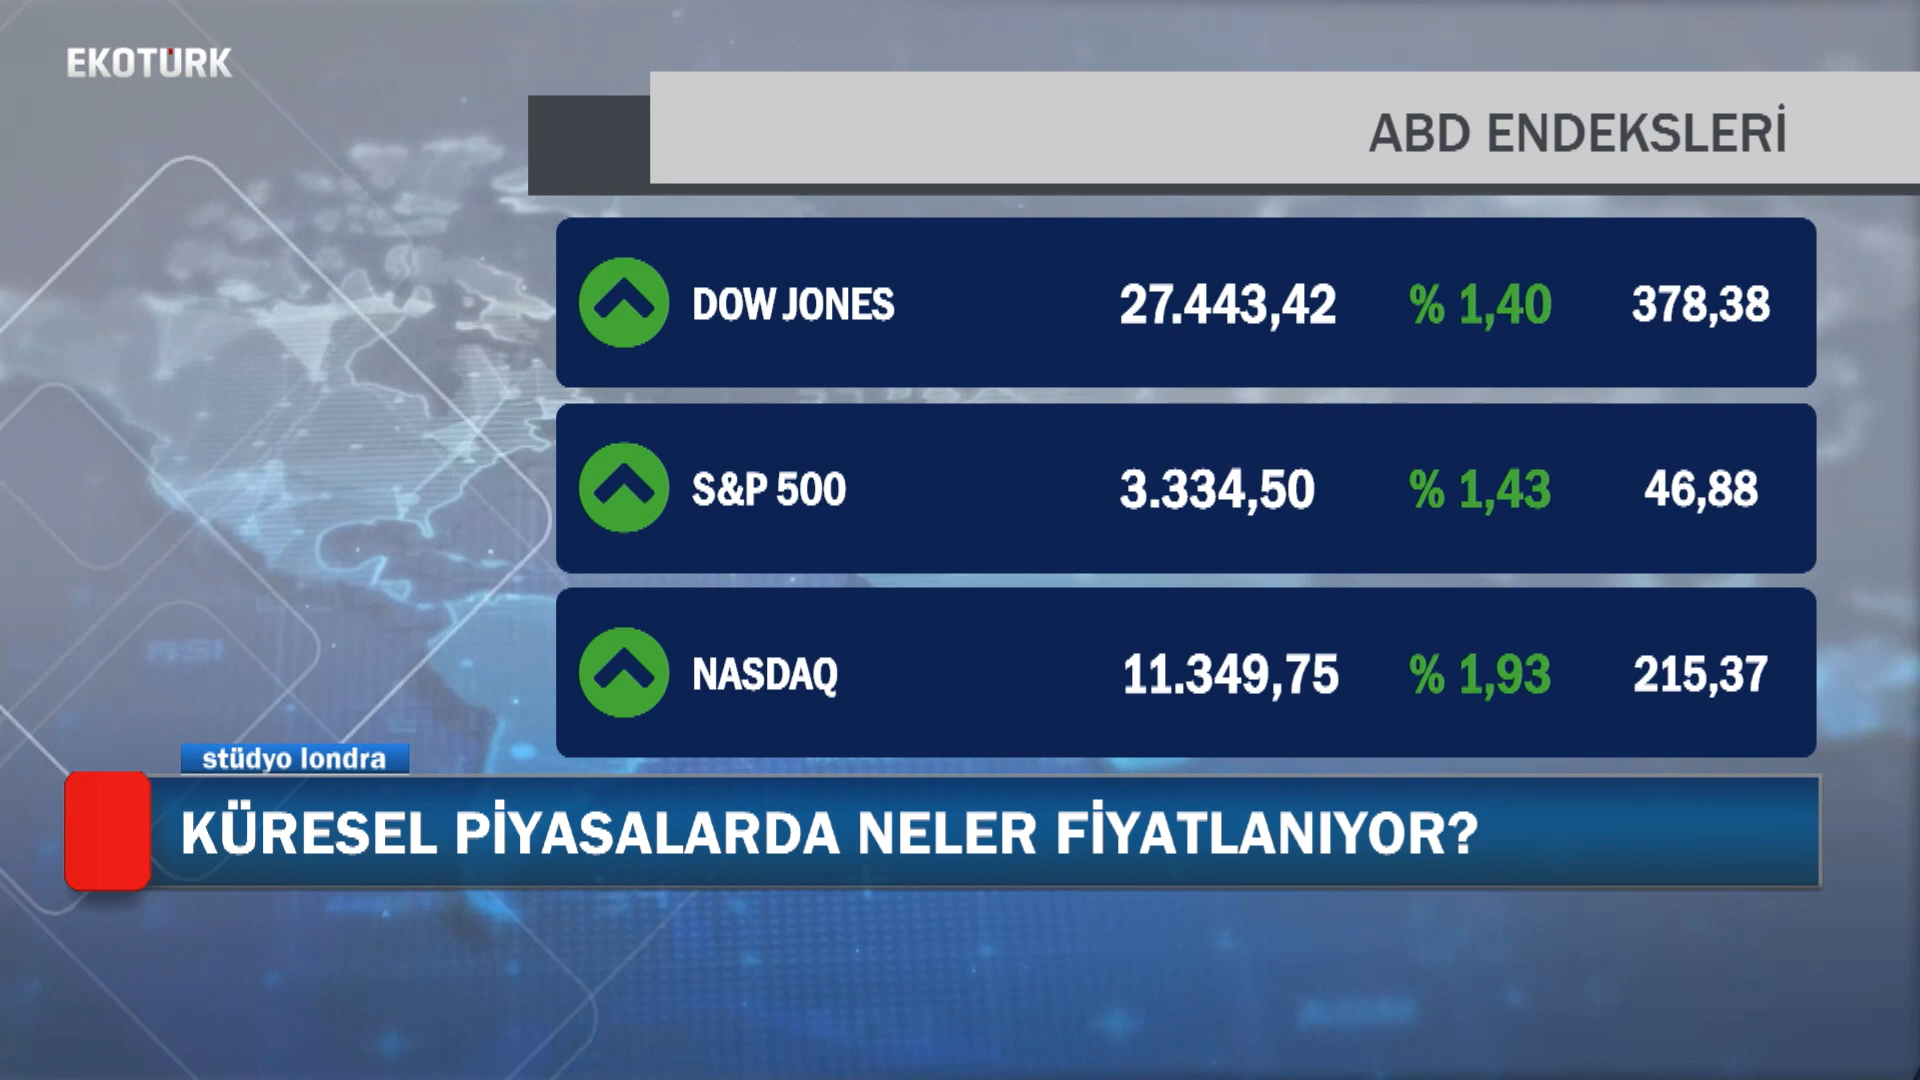 EKOTÜRK
ABD ENDEKSLERİ
DOW JONES 27.443,42 % 1,40 378,38
S&P 500 3.334,50 % 1,43 46,88
NASDAQ 11.349,75 % 1,93 215,37
stüdyo londra
KÜRESEL PİYASALARDA NELER FİYATLANIYOR?